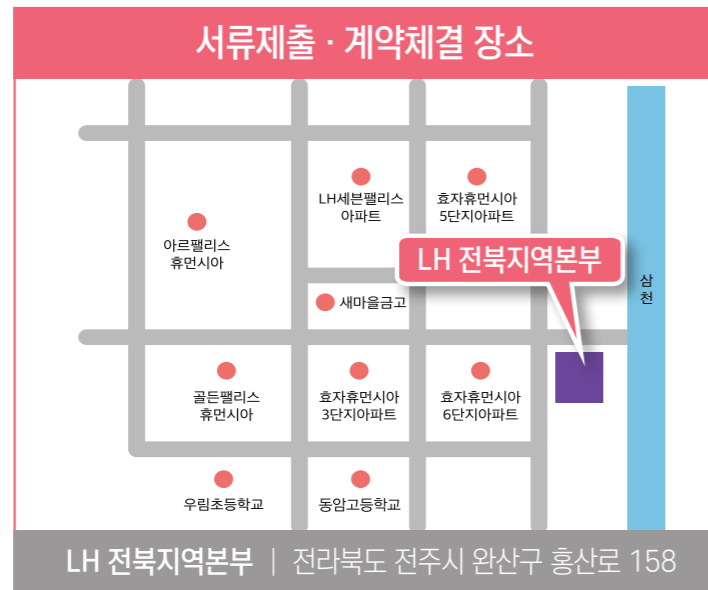 서류제출 · 계약체결 장소
LH세븐팰리스
아파트
효자휴먼시아
5단지아파트
아르팰리스
휴먼시아
LH 전북지역본부
삼
천
새마을금고
골든팰리스
휴먼시아
효자휴먼시아
3단지아파트
효자휴먼시아
6단지아파트
우림초등학교
동암고등학교
LH 전북지역본부 | 전라북도 전주시 완산구 홍산로 158